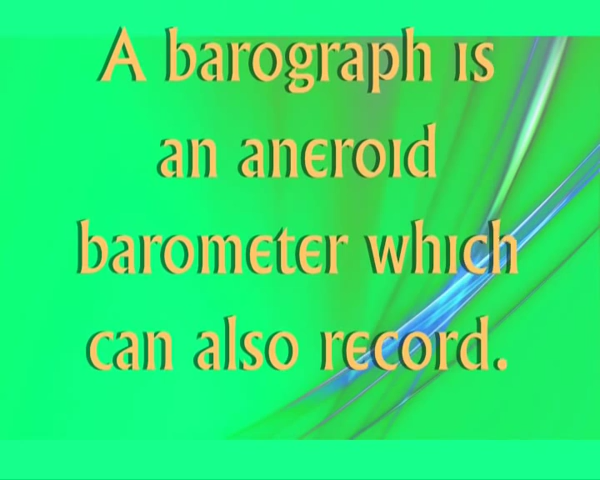 A barograph is
an aneroid
barometer which
can also record.